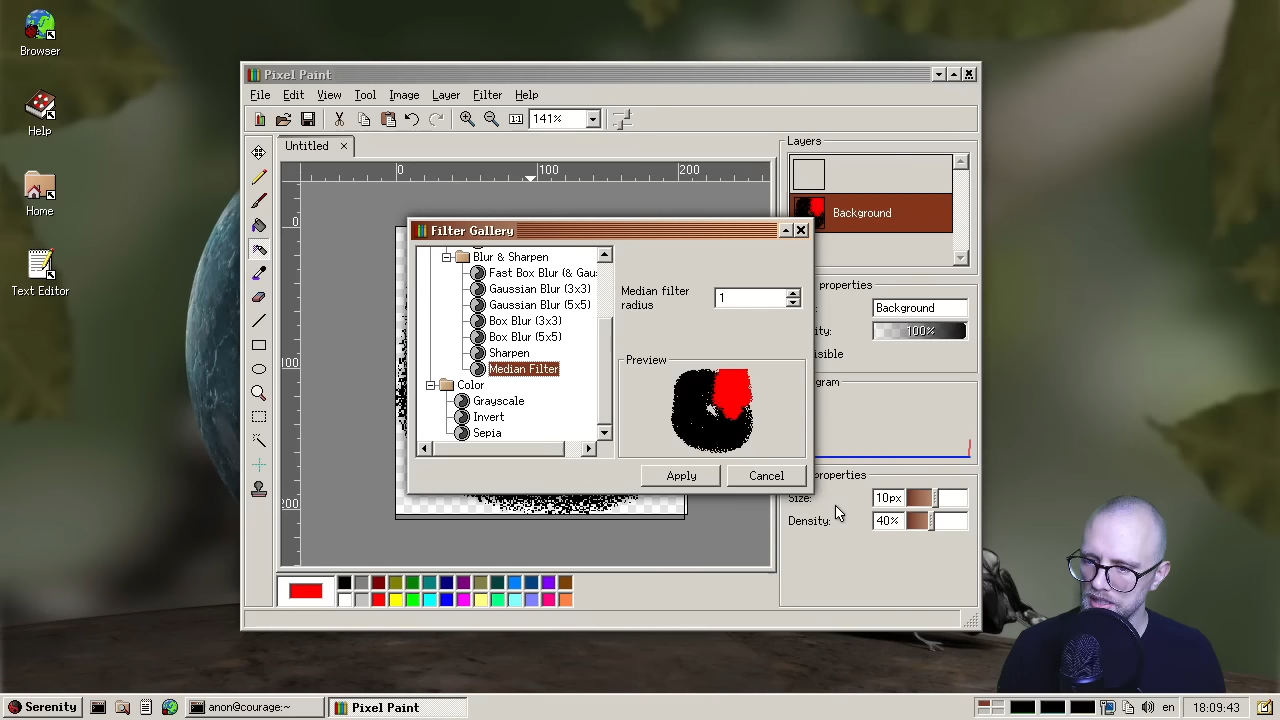 Browser
Help
Home
Text Editor
Pixel Paint
File Edit View Tool Image Layer Filter Help
141%
Untitled
0 100 200
0
100
200
Layers
Background
Filter Gallery
Blur & Sharpen
Fast Box Blur (& Gau
Gaussian Blur (3x3)
Gaussian Blur (5x5)
Box Blur (3x3)
Box Blur (5x5)
Sharpen
Median Filter
Color
Grayscale
Invert
Sepia
Median filter
radius
1
Preview
Apply Cancel
properties
Background
100%
properties
Size: 10px
Density: 40%
Serenity
anon@courage:~
Pixel Paint
en
18:09:43